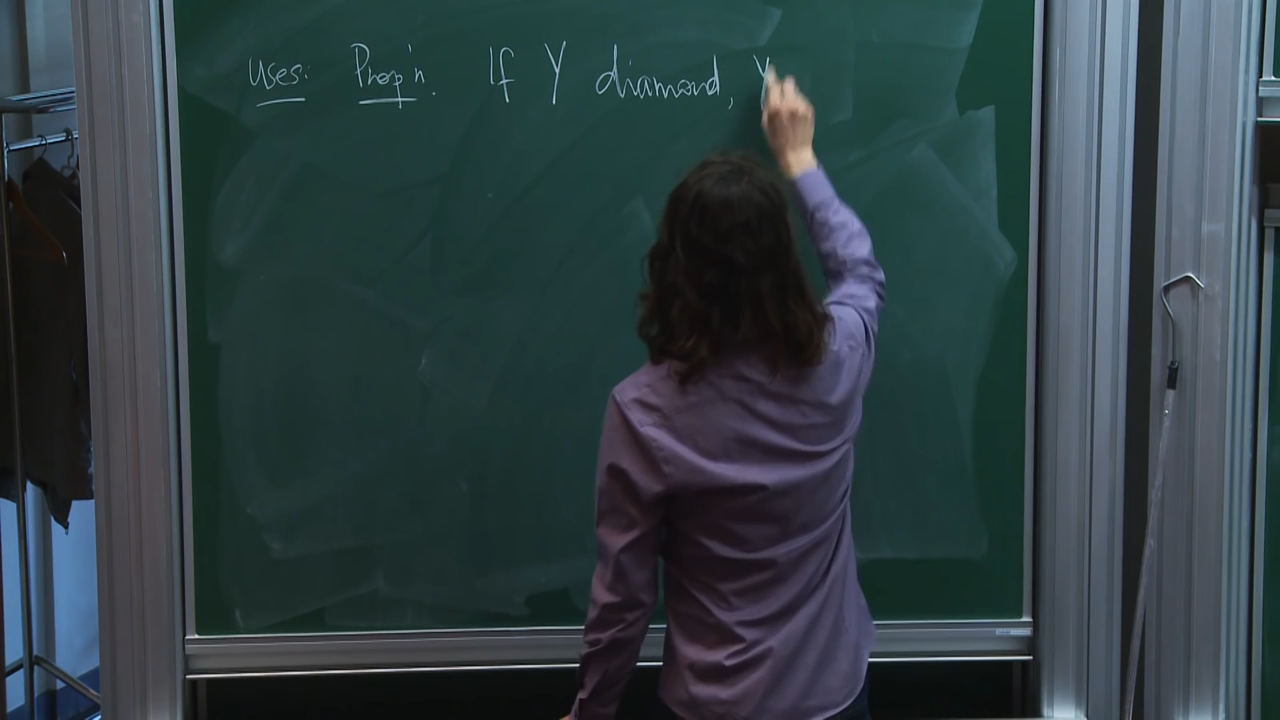 Uses: Prop'n. If Y diamond, Y